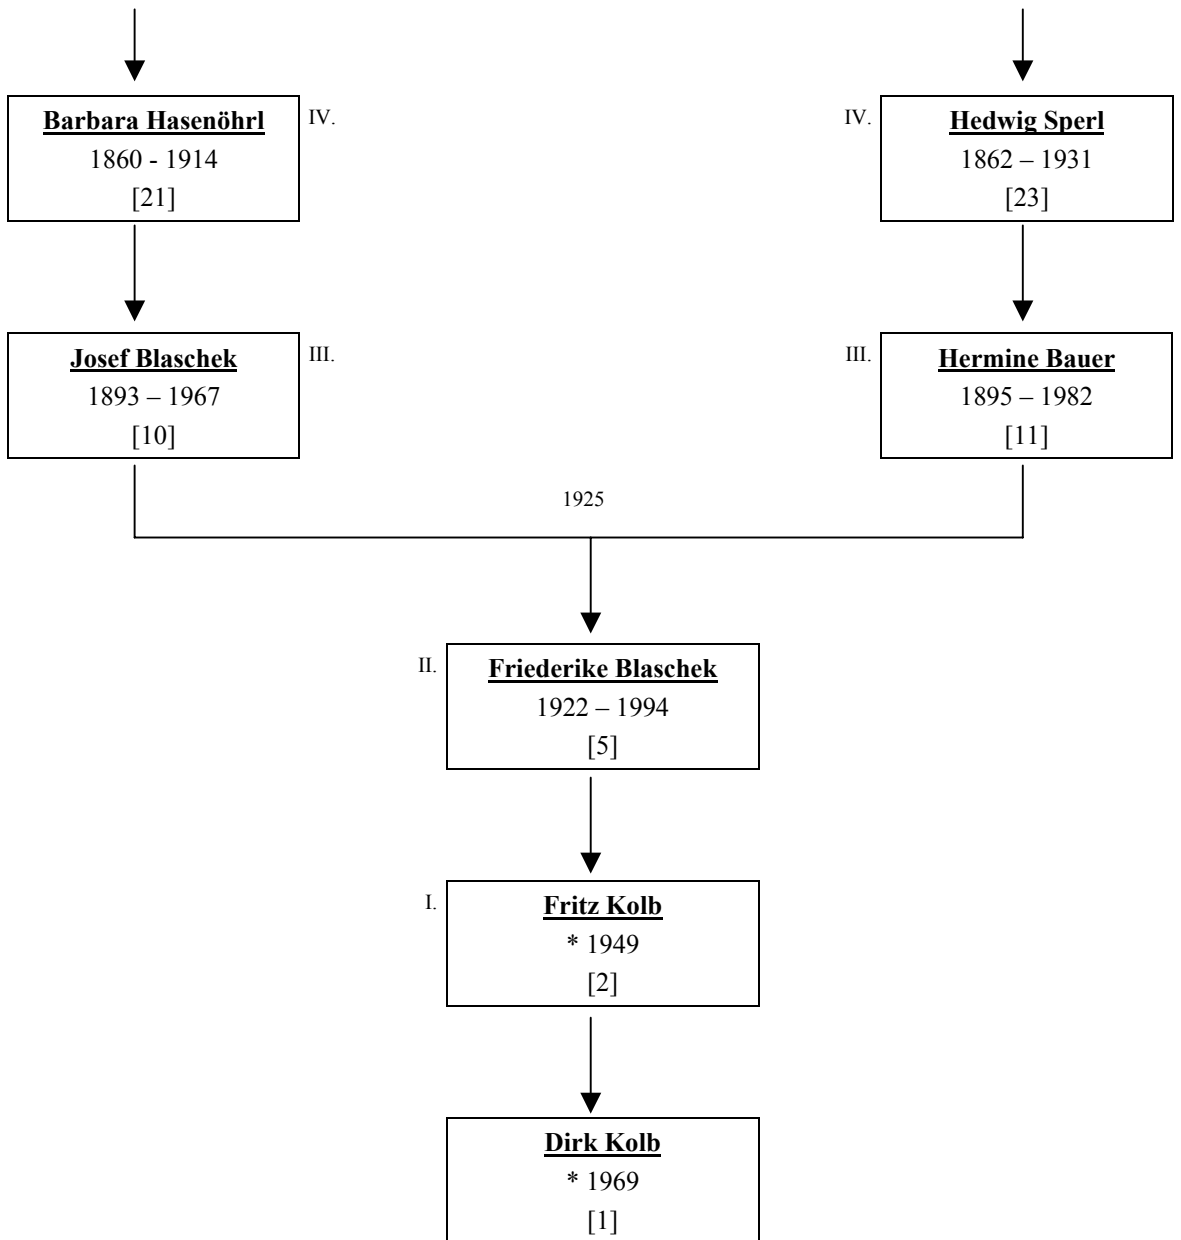 Barbara Hasenöhrl
1860 - 1914
[21]
IV.
IV.
Hedwig Sperl
1862 – 1931
[23]
Josef Blaschek
1893 – 1967
[10]
III.
III.
Hermine Bauer
1895 – 1982
[11]
1925
II.
Friederike Blaschek
1922 – 1994
[5]
I.
Fritz Kolb
* 1949
[2]
Dirk Kolb
* 1969
[1]